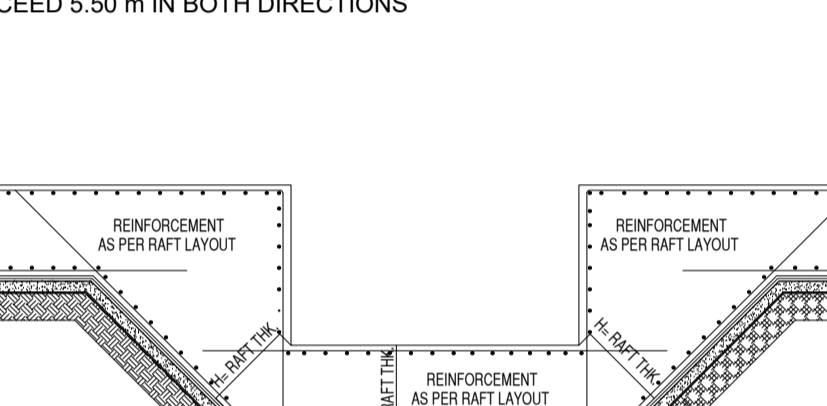 CEED 5.50 m IN BOTH DIRECTIONS
REINFORCEMENT
AS PER RAFT LAYOUT
REINFORCEMENT
AS PER RAFT LAYOUT
H= RAFT THK.
H= RAFT THK.
RAFT THK.
REINFORCEMENT
AS PER RAFT LAYOUT